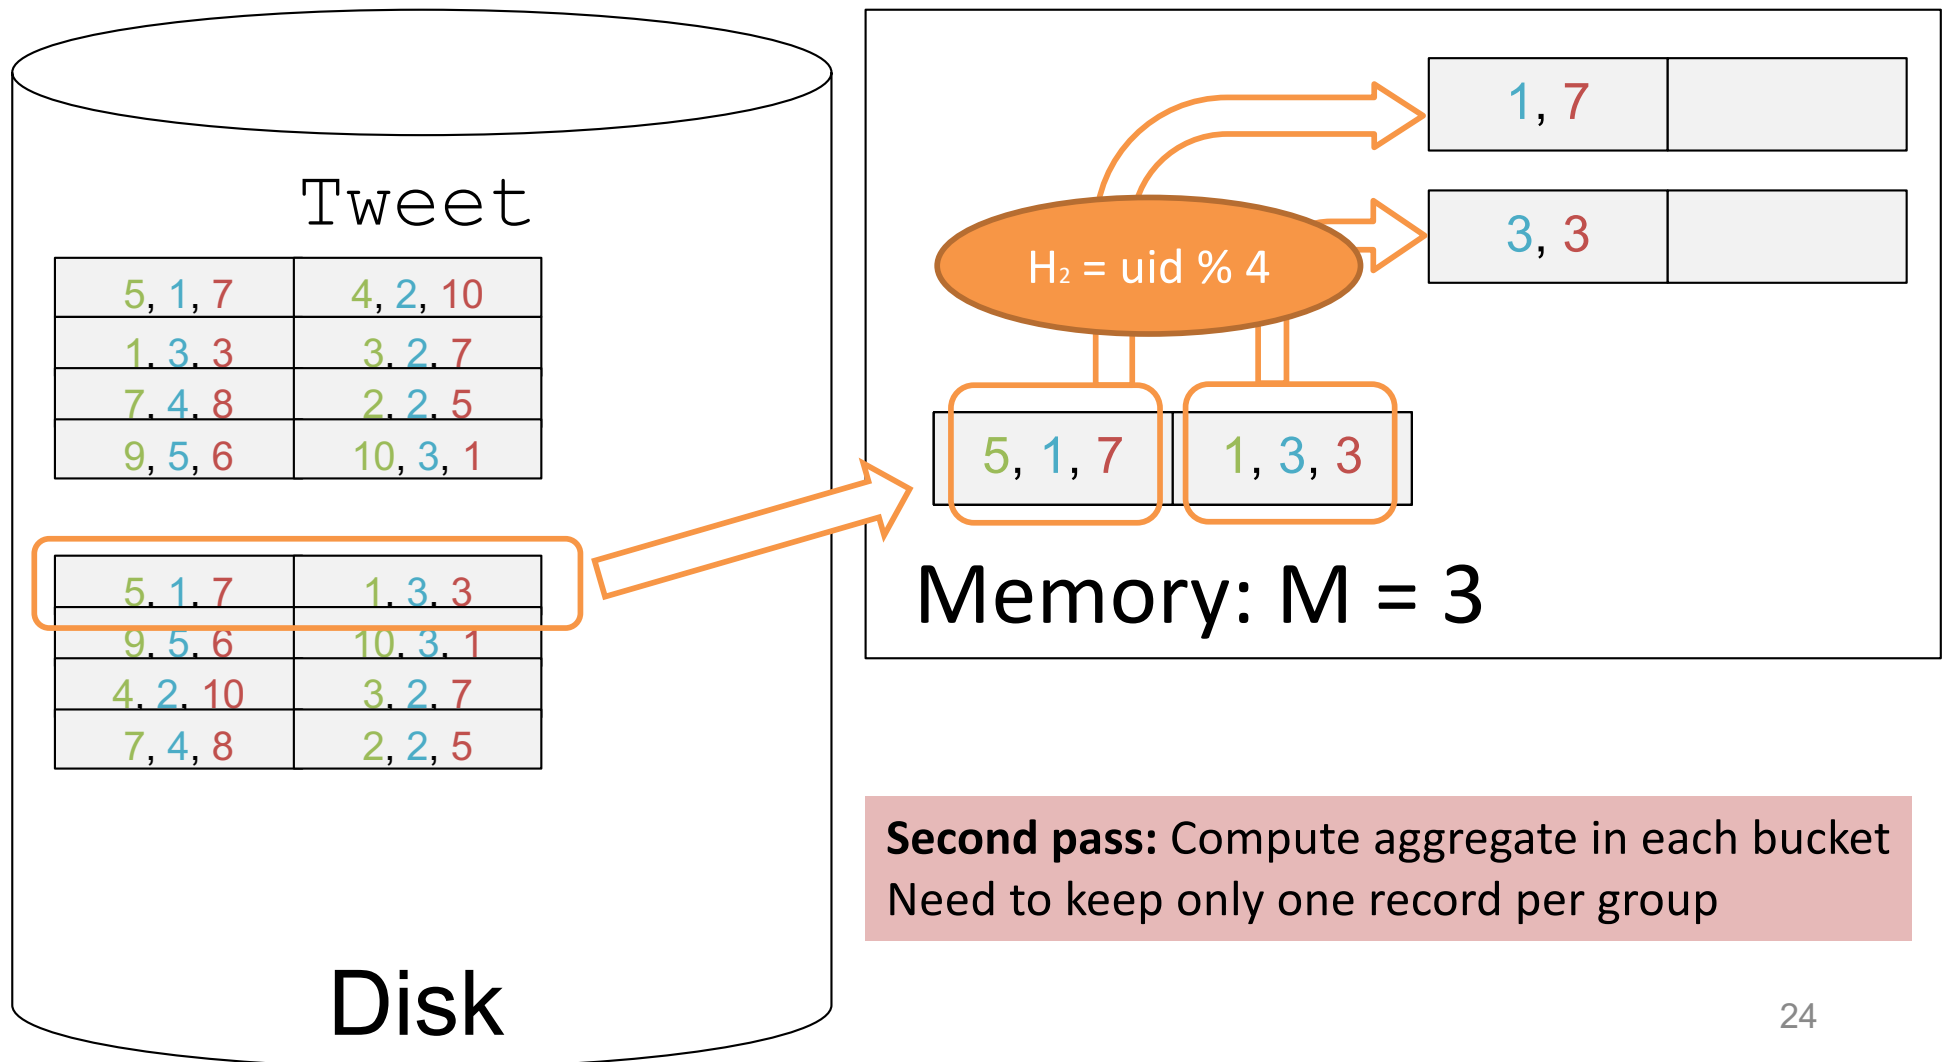 Tweet
5, 1, 7 4, 2, 10
1, 3, 3 3, 2, 7
7, 4, 8 2, 2, 5
9, 5, 6 10, 3, 1
5, 1, 7 1, 3, 3
9, 5, 6 10, 3, 1
4, 2, 10 3, 2, 7
7, 4, 8 2, 2, 5
Disk
1, 7
3, 3
H₂ = uid % 4
5, 1, 7 1, 3, 3
Memory: M = 3
Second pass: Compute aggregate in each bucket
Need to keep only one record per group
24